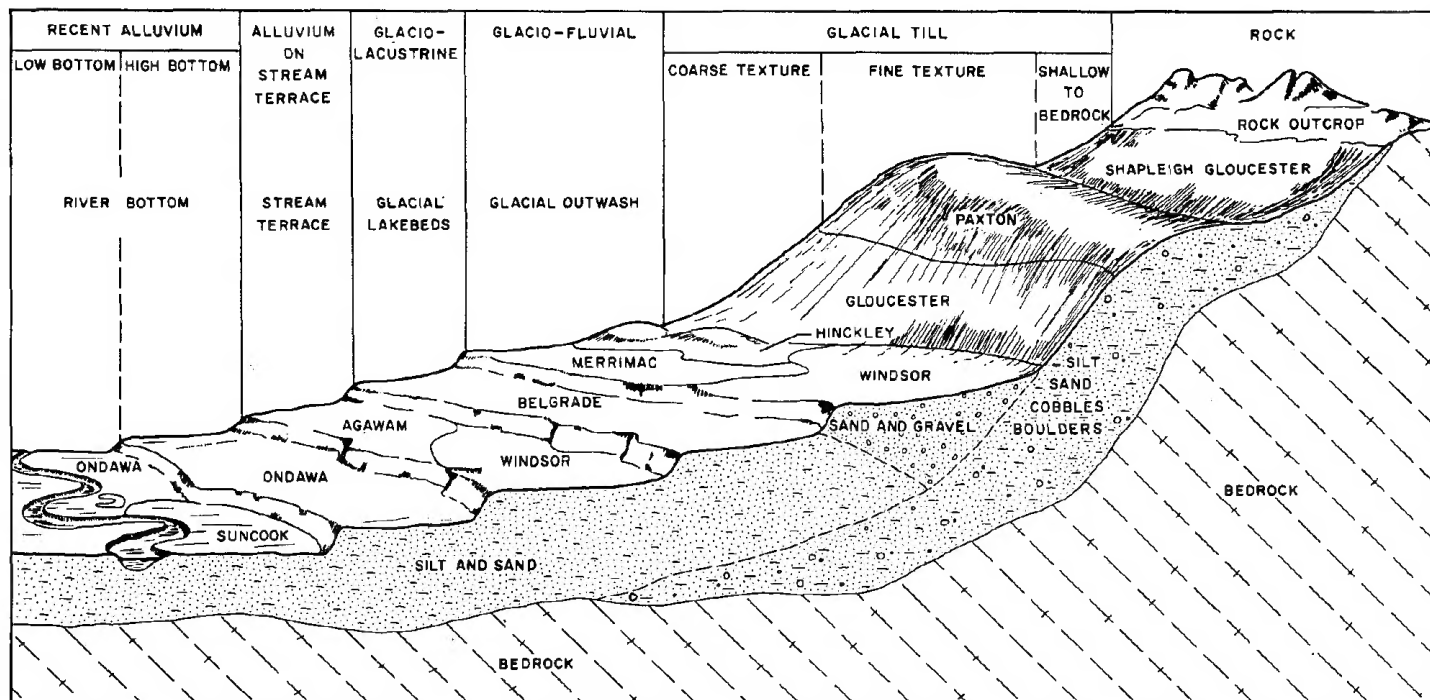 RECENT ALLUVIUM
LOW BOTTOM
HIGH BOTTOM
RIVER BOTTOM
ALLUVIUM
ON
STREAM
TERRACE
STREAM
TERRACE
GLACIO-
LACUSTRINE
GLACIAL
LAKEBEDS
GLACIO-FLUVIAL
GLACIAL OUTWASH
GLACIAL TILL
COARSE TEXTURE
FINE TEXTURE
SHALLOW
TO
BEDROCK
ROCK
ROCK OUTCROP
SHAPLEIGH GLOUCESTER
PAXTON
GLOUCESTER
HINCKLEY
MERRIMAC
WINDSOR
BELGRADE
AGAWAM
WINDSOR
ONDAWA
ONDAWA
SUNCOOK
SAND AND GRAVEL
SILT
SAND
COBBLES
BOULDERS
BEDROCK
SILT AND SAND
BEDROCK